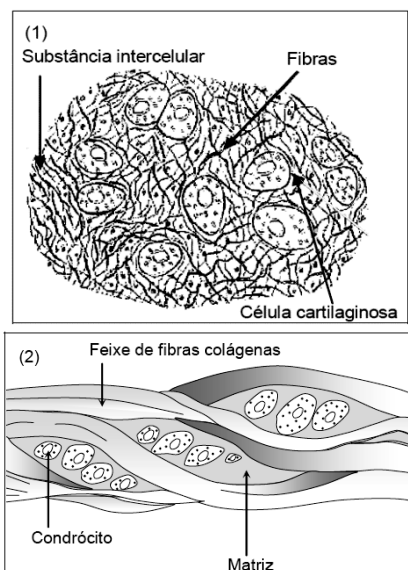 (1)
Substância intercelular
Fibras
Célula cartilaginosa
(2)
Feixe de fibras colágenas
Condrócito
Matriz